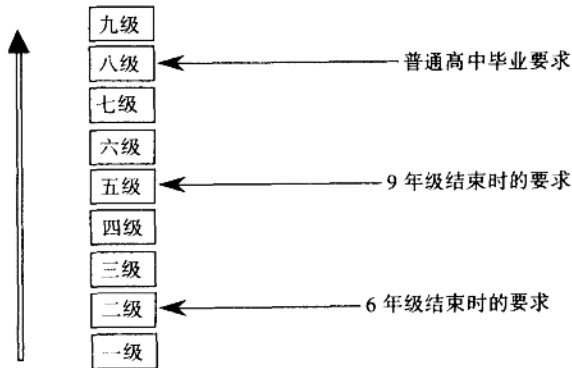 九级
八级
普通高中毕业要求
七级
六级
五级
9 年级结束时的要求
四级
三级
二级
6 年级结束时的要求
一级